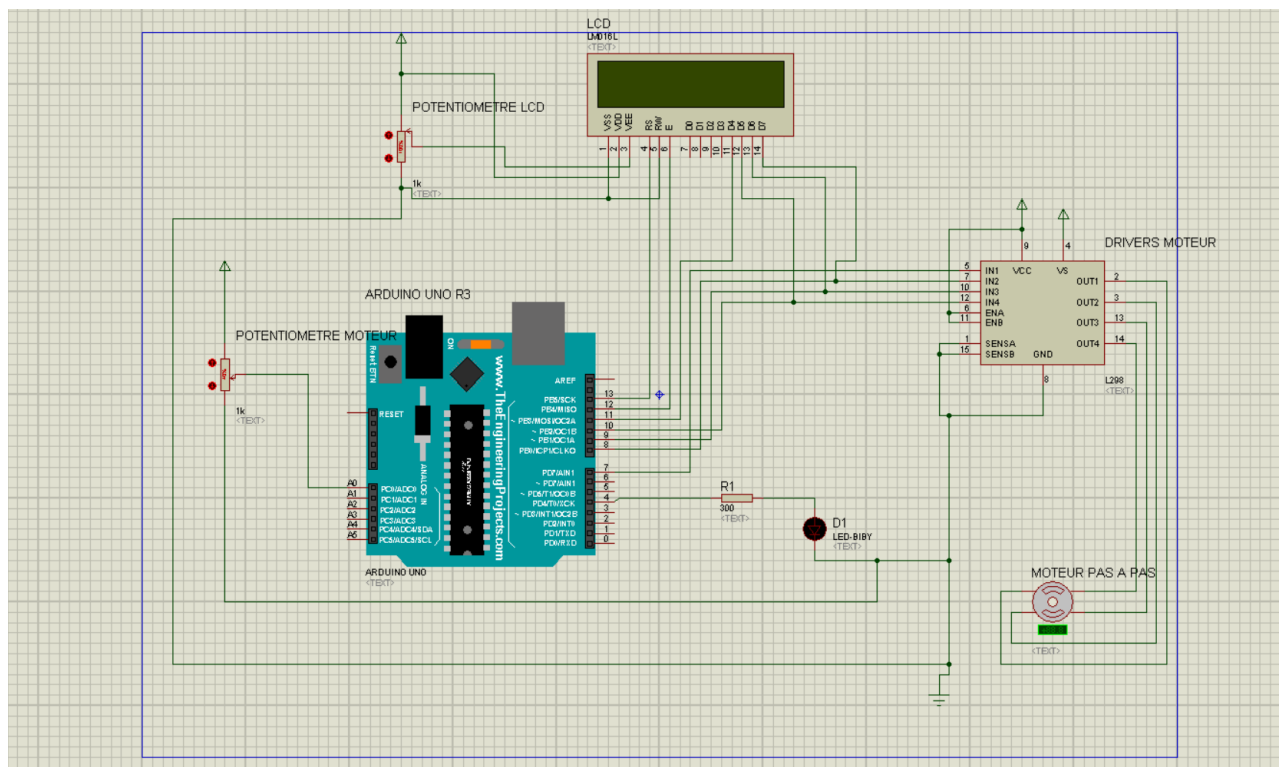 LCD
LM016L
<TEXT>
POTENTIOMETRE LCD
1k
<TEXT>
VSS VDD VEE RS RW E D0 D1 D2 D3 D4 D5 D6 D7
1 2 3 4 5 6 7 8 9 10 11 12 13 14
DRIVERS MOTEUR
9 4
VCC VS
5 IN1
7 IN2
10 IN3
12 IN4
6 ENA
11 ENB
1 SENSA
15 SENSB
GND
8
OUT1 2
OUT2 3
OUT3 13
OUT4 14
L298
<TEXT>
ARDUINO UNO R3
POTENTIOMETRE MOTEUR
1k
<TEXT>
Reset BTN
ON
www.TheEngineeringProjects.com
RESET
ANALOG IN
A0 PC0/ADC0
A1 PC1/ADC1
A2 PC2/ADC2
A3 PC3/ADC3
A4 PC4/ADC4/SDA
A5 PC5/ADC5/SCL
AREF
PB5/SCK 13
PB4/MISO 12
~ PB3/MOSI/OC2A 11
~ PB2/OC1B 10
~ PB1/OC1A 9
PB0/ICP1/CLKO 8
PD7/AIN1 7
6
5
PD4/T0/XCK 4
~ PD3/INT1/OC2B 3
PD2/INT0 2
PD1/TXD 1
PD0/RXD 0
ARDUINO UNO
<TEXT>
R1
300
<TEXT>
D1
LED-BIBY
<TEXT>
MOTEUR PAS A PAS
<TEXT>